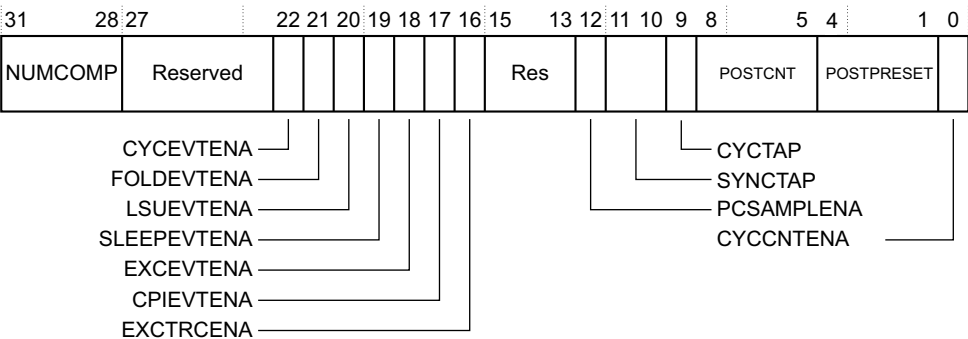 31 28 27 22 21 20 19 18 17 16 15 13 12 11 10 9 8 5 4 1 0
NUMCOMP Reserved Res POSTCNT POSTPRESET
CYCEVTENA CYCTAP
FOLDEVTENA SYNCTAP
LSUEVTENA PCSAMPLENA
SLEEPEVTENA CYCCNTENA
EXCEVTENA
CPIEVTENA
EXCTRCENA